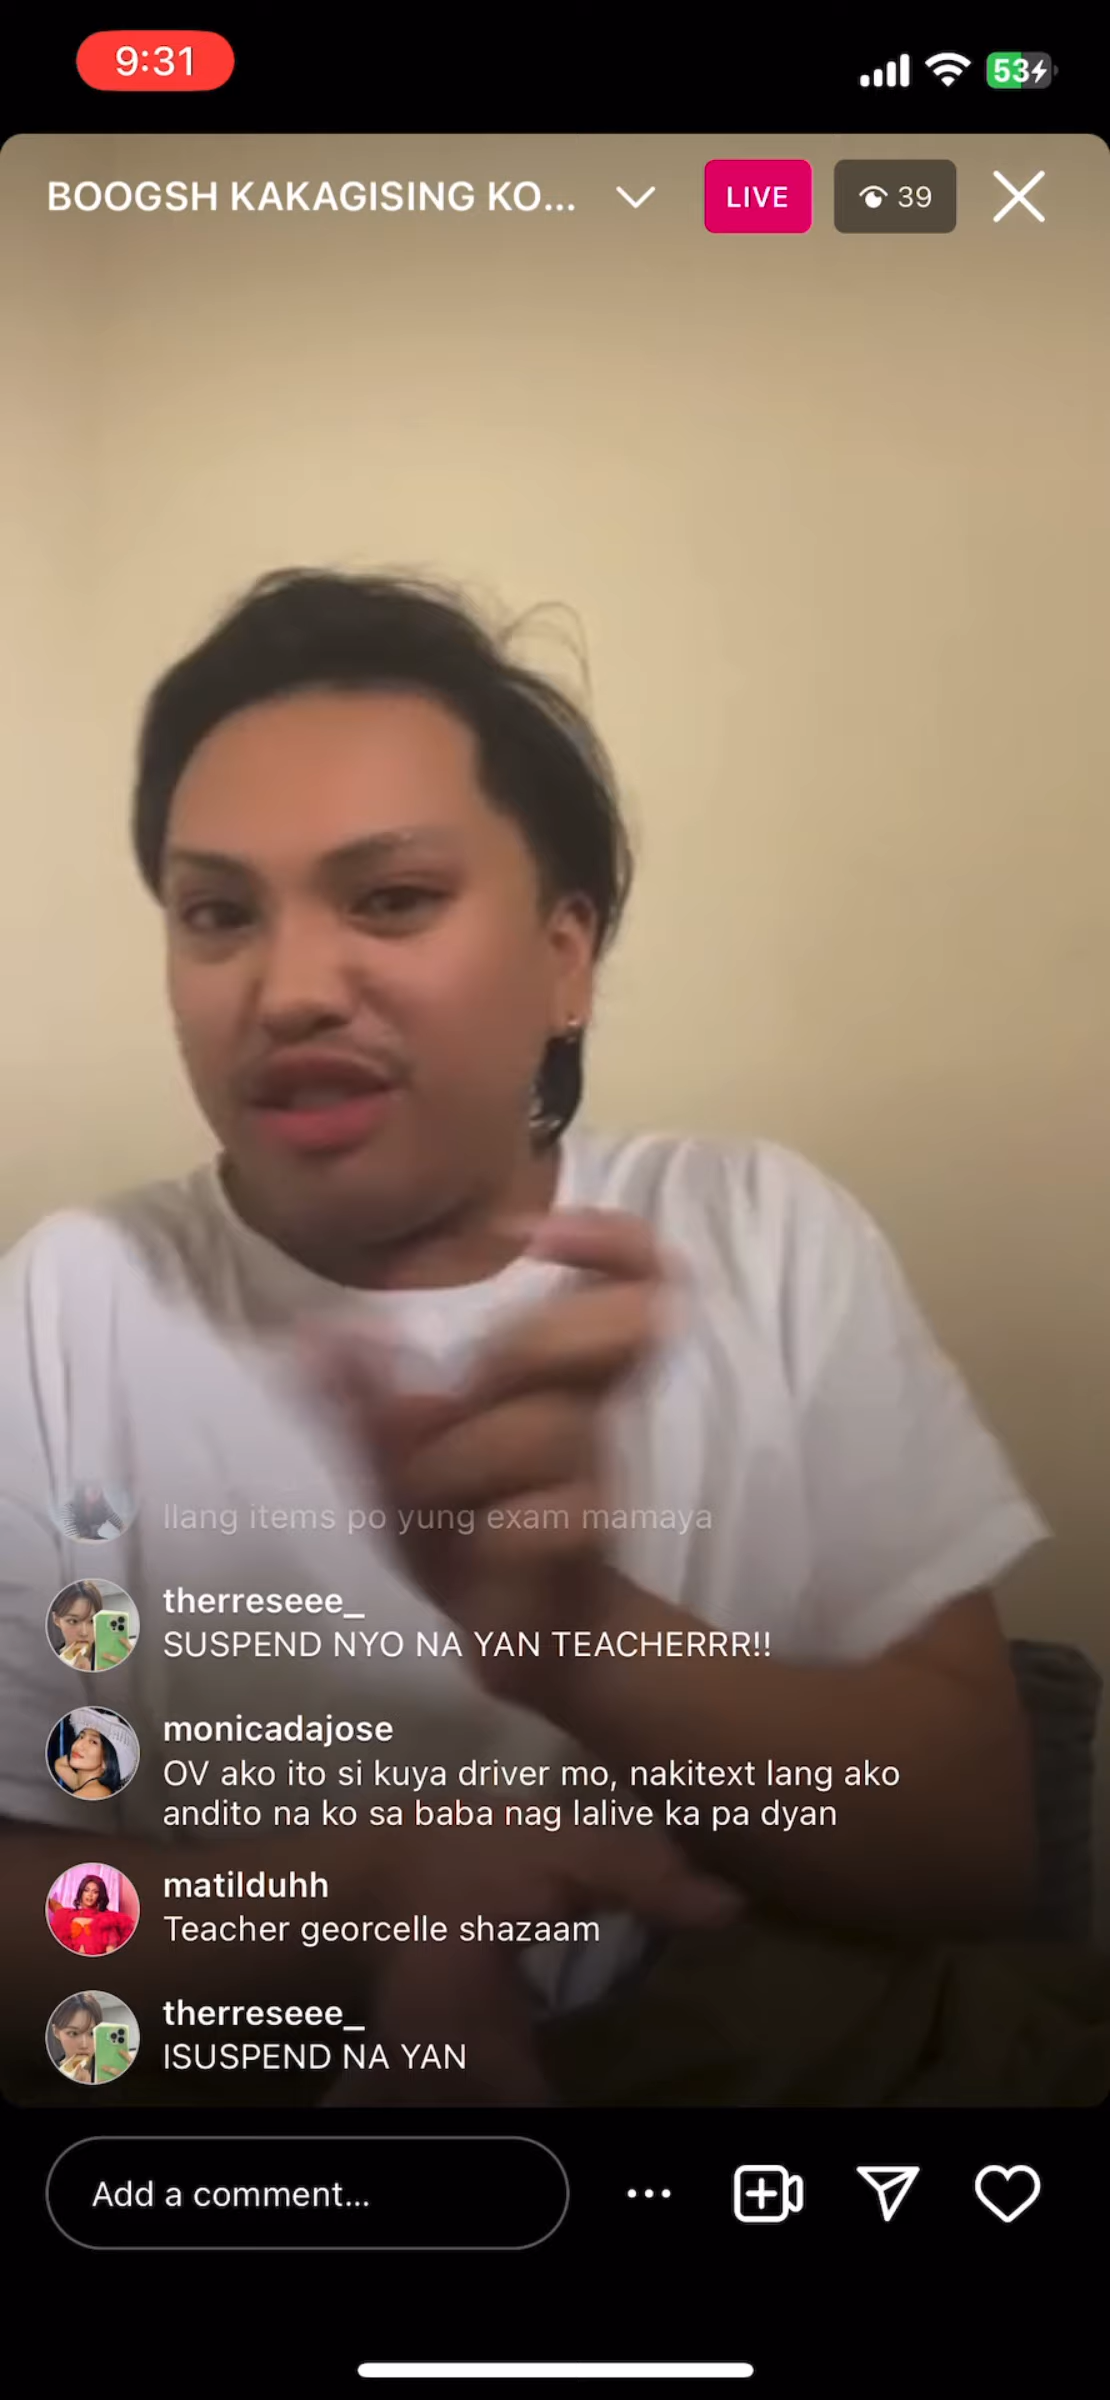 9:31
53
BOOGSH KAKAGISING KO...
LIVE
39
Ilang items po yung exam mamaya
therreseee_
SUSPEND NYO NA YAN TEACHERRR!!
monicadajose
OV ako ito si kuya driver mo, nakitext lang ako
andito na ko sa baba nag lalive ka pa dyan
matilduhh
Teacher georcelle shazaam
therreseee_
ISUSPEND NA YAN
Add a comment...